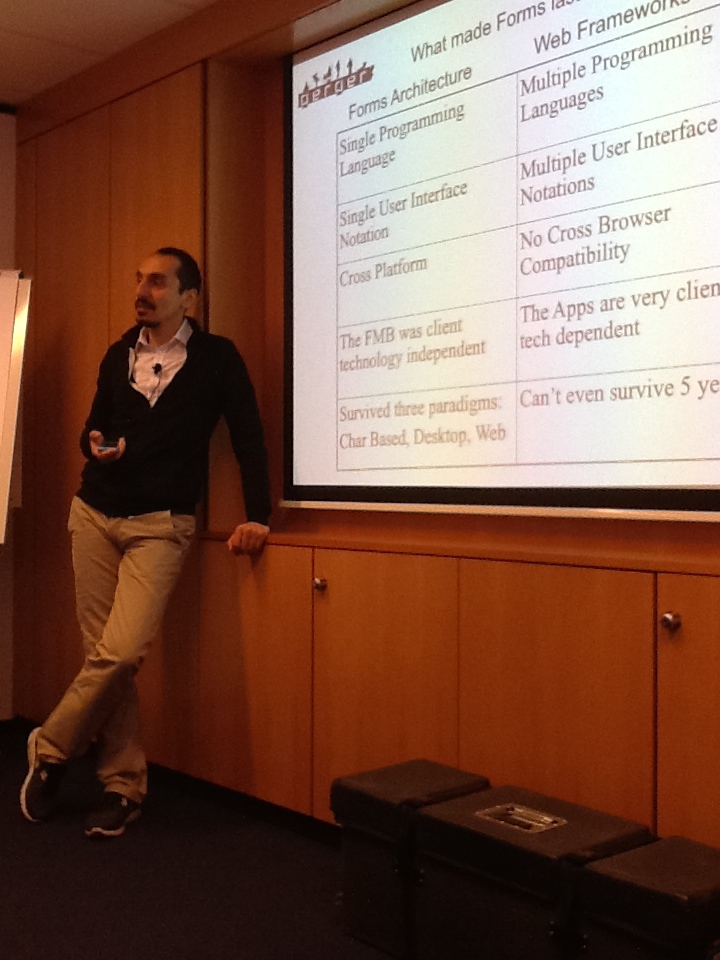 gerger
What made Forms
Forms Architecture
Web Frameworks
Single Programming
Language
Multiple Programming
Languages
Single User Interface
Notation
Multiple User Interface
Notations
Cross Platform
No Cross Browser
Compatibility
The FMB was client
technology independent
The Apps are very
tech dependent
Survived three paradigms:
Char Based, Desktop, Web
Can't even survive 5